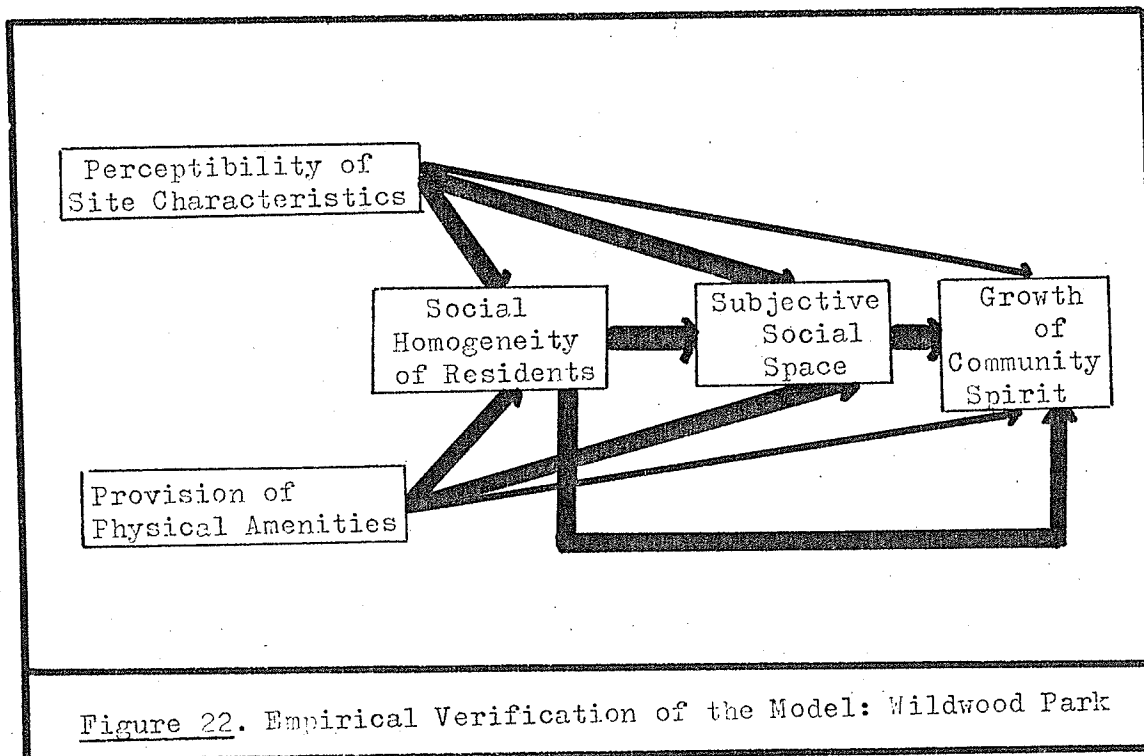 Perceptibility of
Site Characteristics
Social
Homogeneity
of Residents
Subjective
Social
Space
Growth
of
Community
Spirit
Provision of
Physical Amenities
Figure 22. Empirical Verification of the Model: Wildwood Park